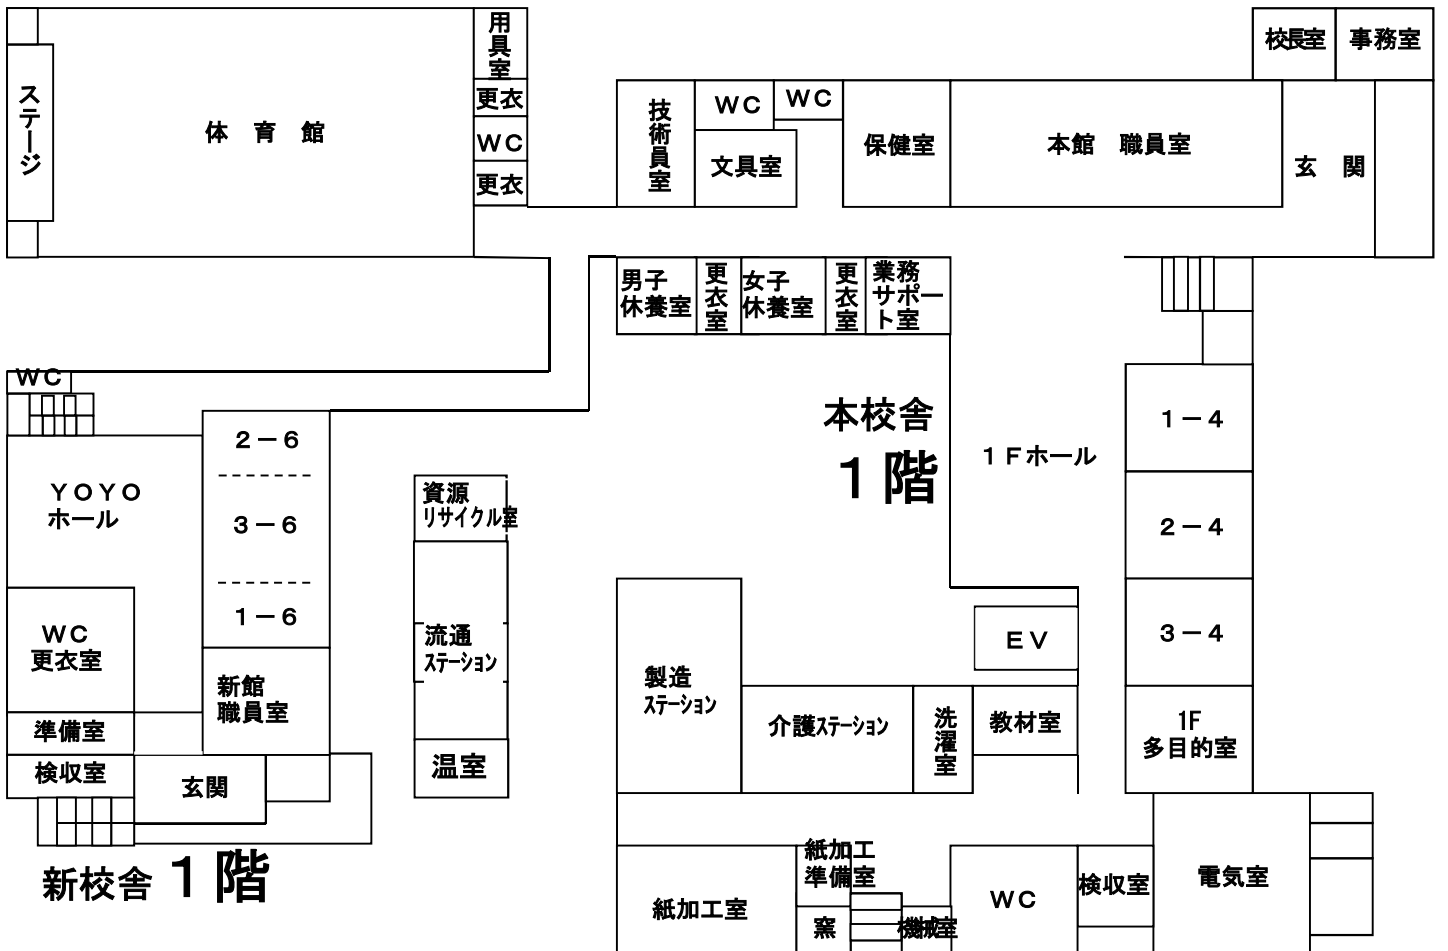 用具室
校長室
事務室
ステージ
体　育　館
更衣
ＷＣ
更衣
技術員室
ＷＣ
ＷＣ
文具室
保健室
本館　職員室
玄　関
男子
休養室
更衣室
女子
休養室
更衣室
業務
サポー
ト室
ＷＣ
本校舎
１階
１Ｆホール
１－４
２－４
３－４
1F
多目的室
２－６
３－６
１－６
ＹＯＹＯ
ホール
資源
リサイクル室
流通
ステーション
温室
ＷＣ
更衣室
新館
職員室
準備室
検収室
玄関
新校舎 １階
製造
ステーション
介護ステーション
洗濯室
ＥＶ
教材室
紙加工
準備室
紙加工室
窯
機械室
ＷＣ
検収室
電気室